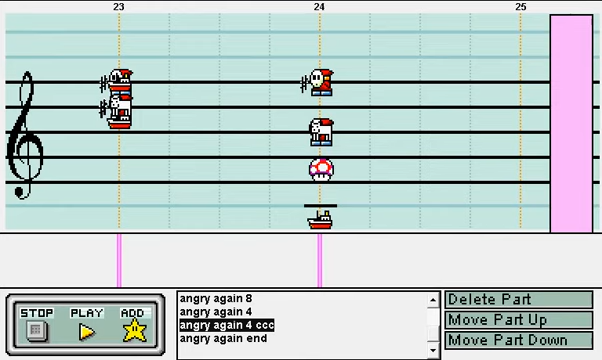 23 24 25
STOP PLAY ADD
angry again 8
angry again 4
angry again 4 ccc
angry again end
Delete Part
Move Part Up
Move Part Down